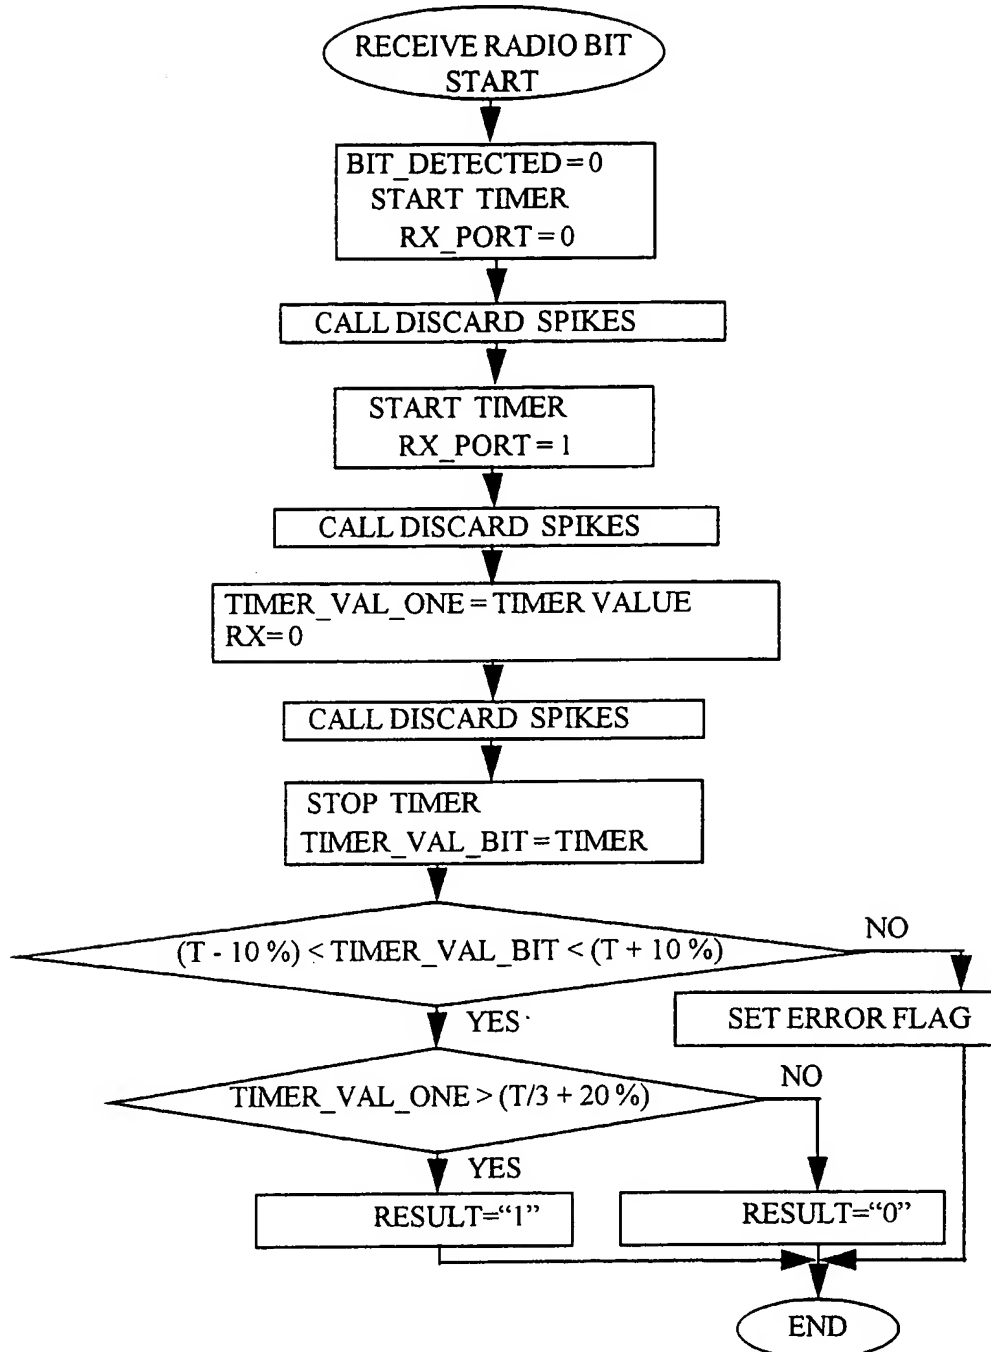 RECEIVE RADIO BIT
START
BIT_DETECTED = 0
START TIMER
RX_PORT = 0
CALL DISCARD SPIKES
START TIMER
RX_PORT = 1
CALL DISCARD SPIKES
TIMER_VAL_ONE = TIMER VALUE
RX= 0
CALL DISCARD SPIKES
STOP TIMER
TIMER_VAL_BIT = TIMER
(T - 10 %) < TIMER_VAL_BIT < (T + 10 %)
NO
YES
SET ERROR FLAG
TIMER_VAL_ONE > (T/3 + 20 %)
NO
YES
RESULT=“1”
RESULT=“0”
END